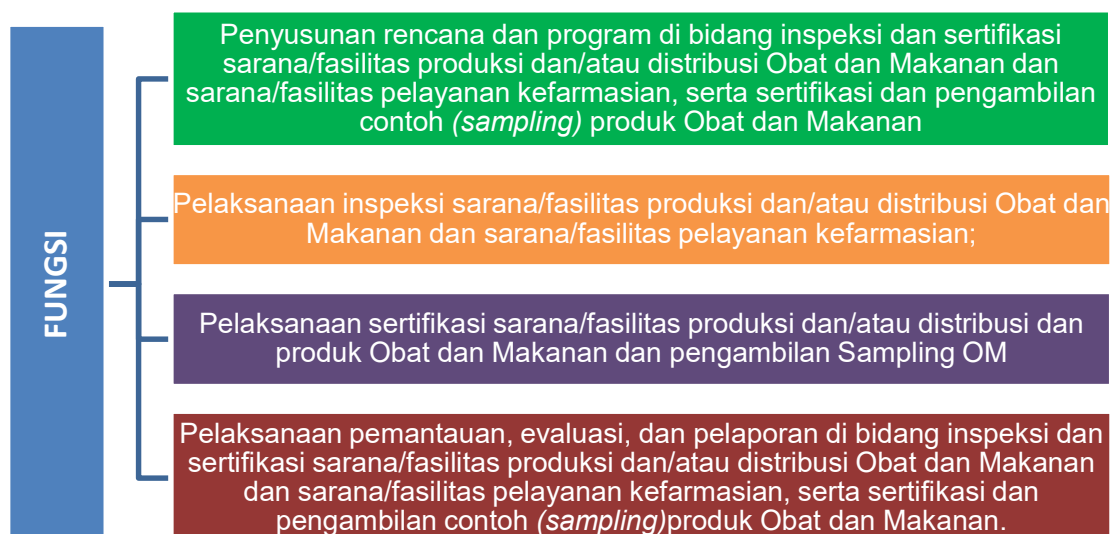 FUNGSI
Penyusunan rencana dan program di bidang inspeksi dan sertifikasi
sarana/fasilitas produksi dan/atau distribusi Obat dan Makanan dan
sarana/fasilitas pelayanan kefarmasian, serta sertifikasi dan pengambilan
contoh (sampling) produk Obat dan Makanan
Pelaksanaan inspeksi sarana/fasilitas produksi dan/atau distribusi Obat dan
Makanan dan sarana/fasilitas pelayanan kefarmasian;
Pelaksanaan sertifikasi sarana/fasilitas produksi dan/atau distribusi dan
produk Obat dan Makanan dan pengambilan Sampling OM
Pelaksanaan pemantauan, evaluasi, dan pelaporan di bidang inspeksi dan
sertifikasi sarana/fasilitas produksi dan/atau distribusi Obat dan Makanan
dan sarana/fasilitas pelayanan kefarmasian, serta sertifikasi dan
pengambilan contoh (sampling)produk Obat dan Makanan.